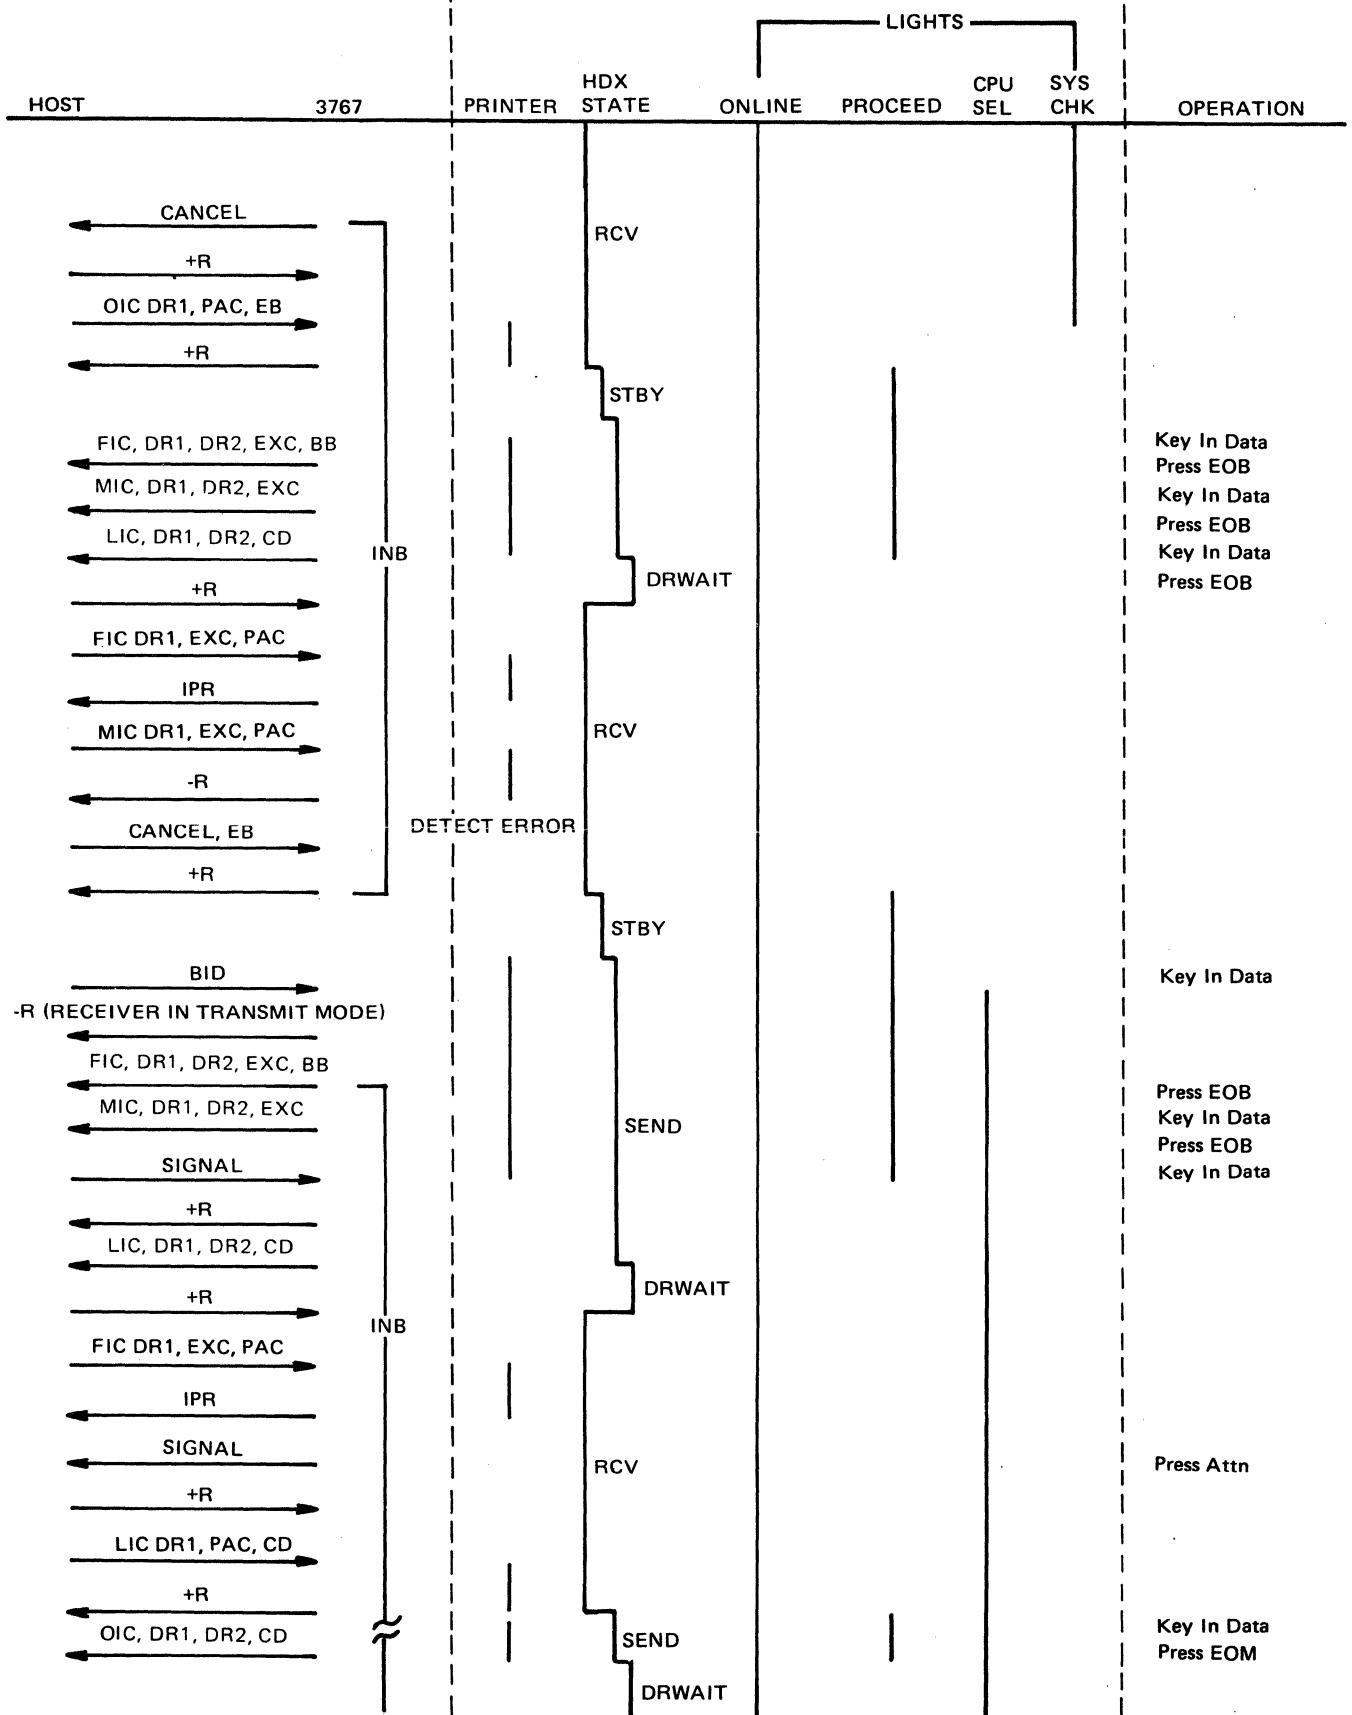 LIGHTS
HDX
STATE
CPU
SEL
SYS
CHK
HOST
3767
PRINTER
ONLINE
PROCEED
OPERATION
CANCEL
RCV
+R
OIC DR1, PAC, EB
+R
STBY
FIC, DR1, DR2, EXC, BB
Key In Data
Press EOB
MIC, DR1, DR2, EXC
Key In Data
Press EOB
LIC, DR1, DR2, CD
INB
Key In Data
DRWAIT
Press EOB
+R
FIC DR1, EXC, PAC
IPR
MIC DR1, EXC, PAC
RCV
-R
DETECT ERROR
CANCEL, EB
+R
STBY
BID
Key In Data
-R (RECEIVER IN TRANSMIT MODE)
FIC, DR1, DR2, EXC, BB
Press EOB
MIC, DR1, DR2, EXC
Key In Data
SEND
Press EOB
SIGNAL
Key In Data
+R
LIC, DR1, DR2, CD
DRWAIT
+R
INB
FIC DR1, EXC, PAC
IPR
SIGNAL
RCV
Press Attn
+R
LIC DR1, PAC, CD
+R
OIC, DR1, DR2, CD
SEND
Key In Data
Press EOM
DRWAIT